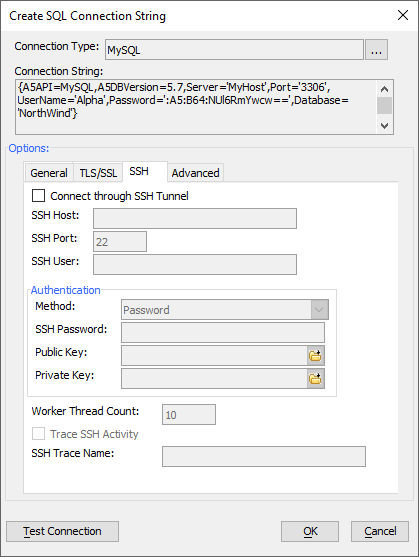 Create SQL Connection String
Connection Type: MySQL ...
Connection String:
{A5API=MySQL,A5DBVersion=5.7,Server='MyHost',Port='3306',
UserName='Alpha',Password=':A5:B64:NUl6RmYwcw==',Database=
'NorthWind'}
Options:
General TLS/SSL SSH Advanced
Connect through SSH Tunnel
SSH Host:
SSH Port: 22
SSH User:
Authentication
Method: Password
SSH Password:
Public Key:
Private Key:
Worker Thread Count: 10
Trace SSH Activity
SSH Trace Name:
Test Connection OK Cancel